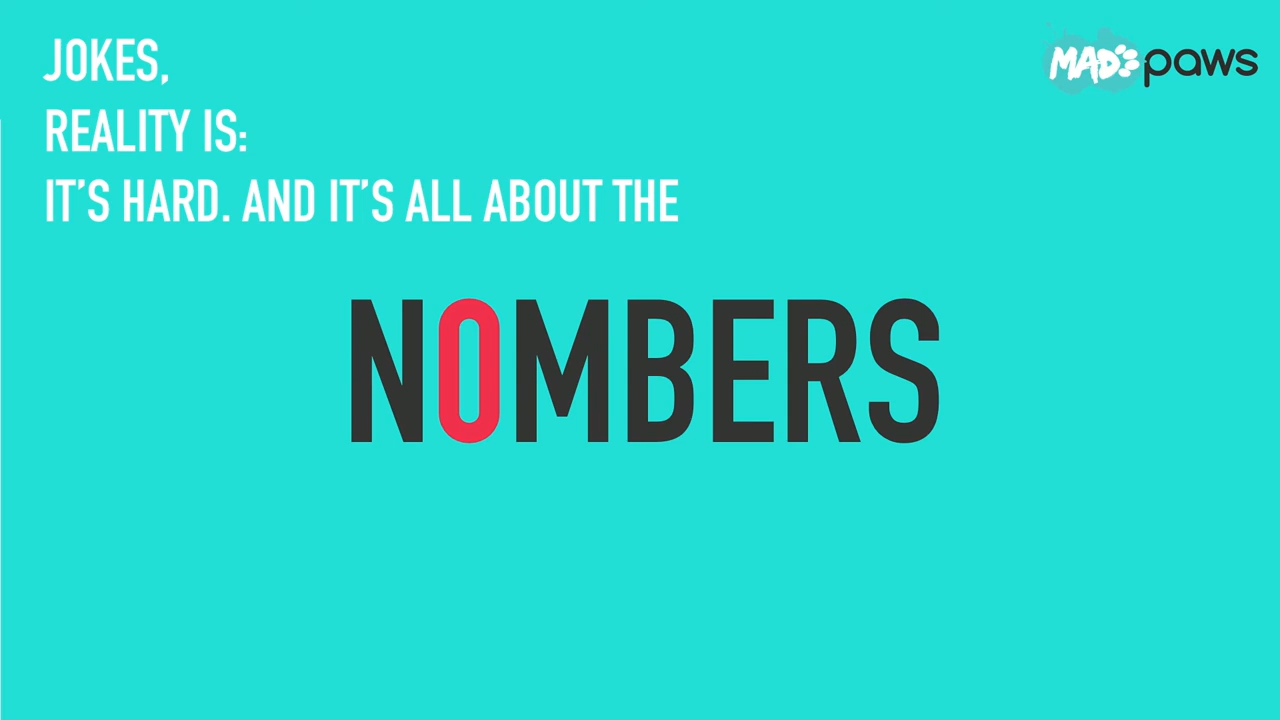 JOKES,
MAD paws
REALITY IS:
IT'S HARD. AND IT'S ALL ABOUT THE
NOMBERS